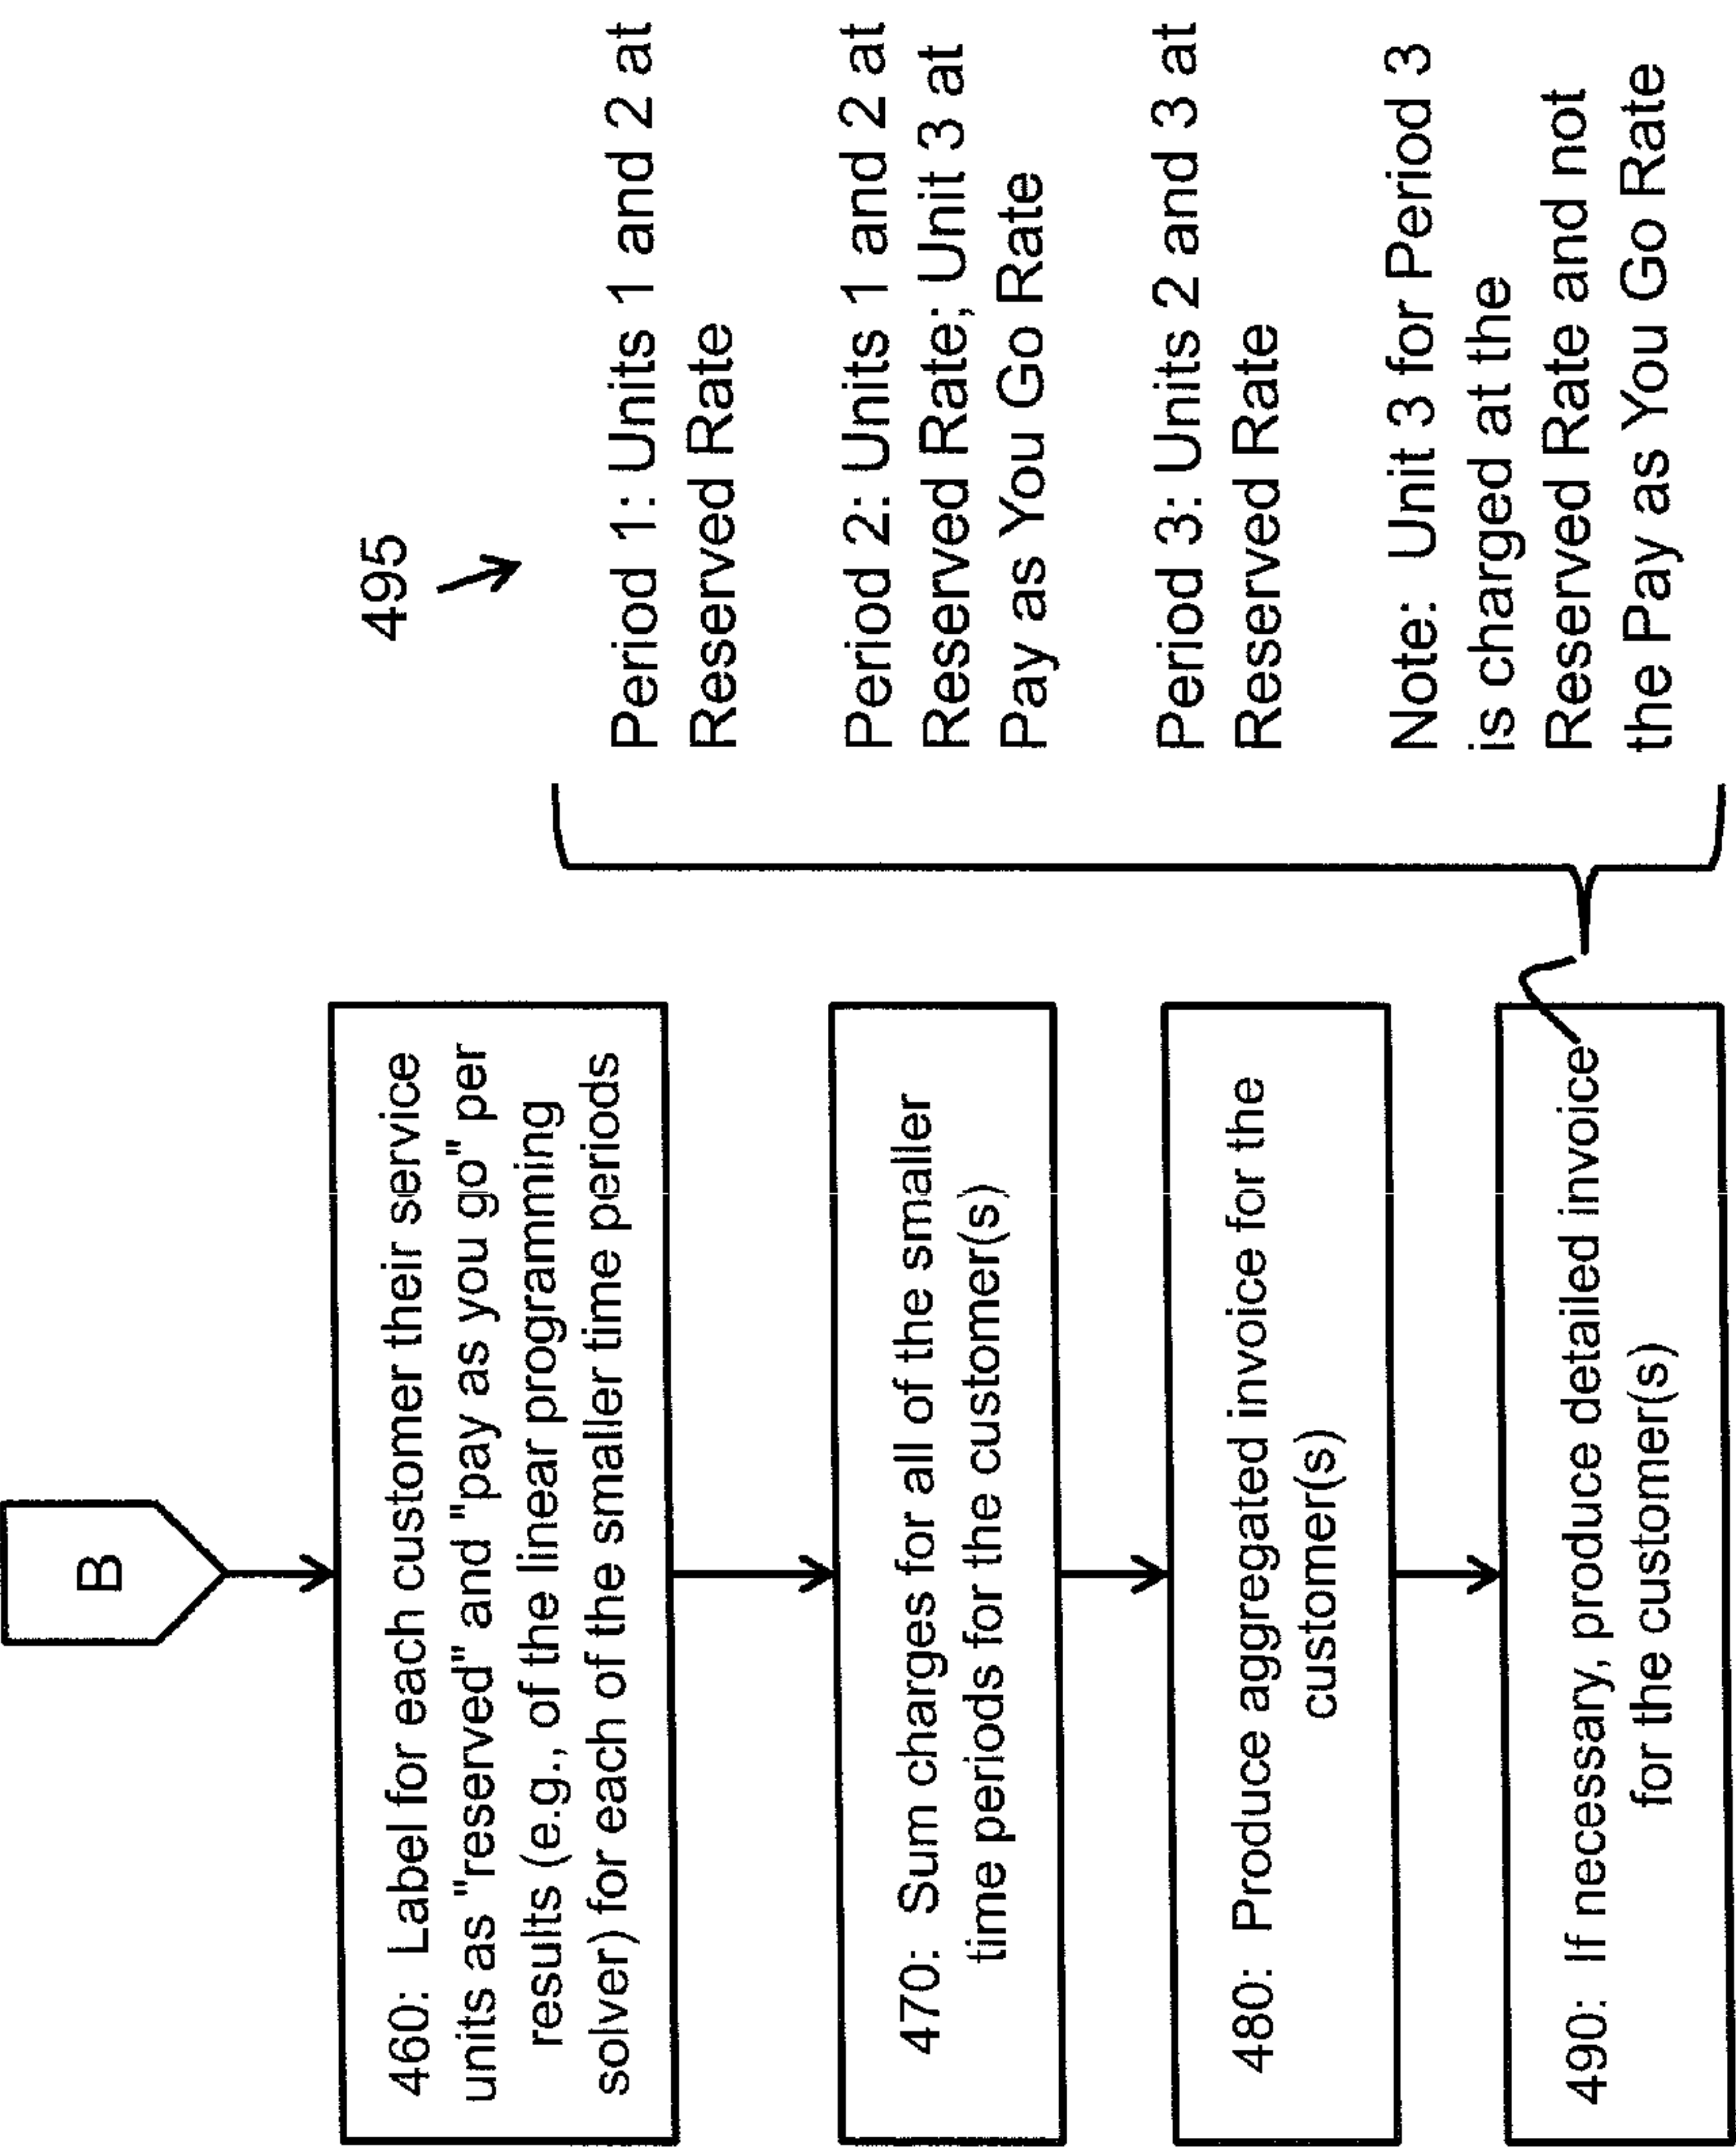 B
460: Label for each customer their service
units as "reserved" and "pay as you go" per
results (e.g., of the linear programming
solver) for each of the smaller time periods
470: Sum charges for all of the smaller
time periods for the customer(s)
480: Produce aggregated invoice for the
customer(s)
490: If necessary, produce detailed invoice
for the customer(s)
495
Period 1: Units 1 and 2 at
Reserved Rate
Period 2: Units 1 and 2 at
Reserved Rate; Unit 3 at
Pay as You Go Rate
Period 3: Units 2 and 3 at
Reserved Rate
Note: Unit 3 for Period 3
is charged at the
Reserved Rate and not
the Pay as You Go Rate